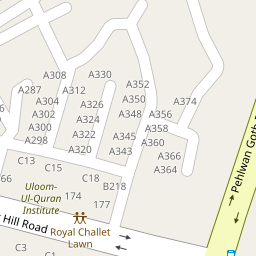 A308
A330
A352
A287
A312
A350
A304
A326
A374
A302
A324
A348
A356
A300
A322
A345
A358
A298
A320
A343
A360
A366
A364
C13
C15
C18
B218
66
Uloom-
Ul-Quran
Institute
174
177
Hill Road
Royal Challet
Lawn
Pehlwan Goth